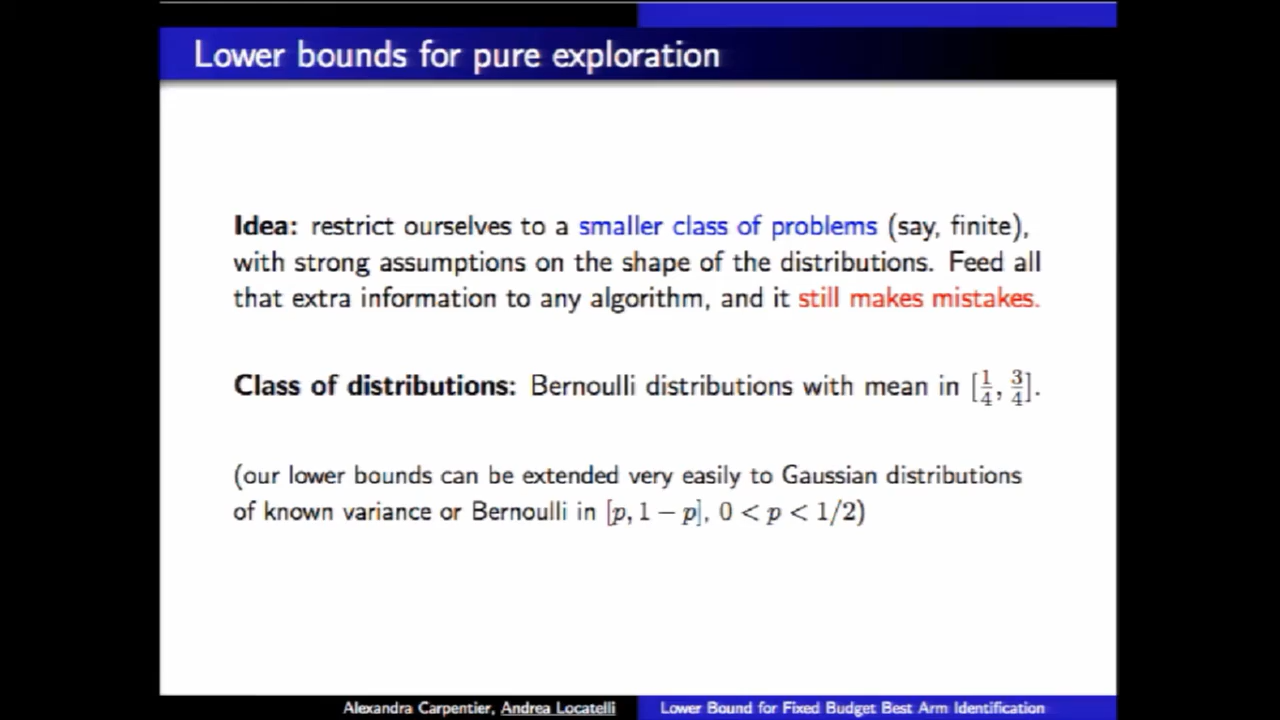 Lower bounds for pure exploration
Idea: restrict ourselves to a smaller class of problems (say, finite),
with strong assumptions on the shape of the distributions. Feed all
that extra information to any algorithm, and it still makes mistakes.
Class of distributions: Bernoulli distributions with mean in [1/4, 3/4].
(our lower bounds can be extended very easily to Gaussian distributions
of known variance or Bernoulli in [p, 1 − p], 0 < p < 1/2)
Alexandra Carpentier, Andrea Locatelli
Lower Bound for Fixed Budget Best Arm Identification